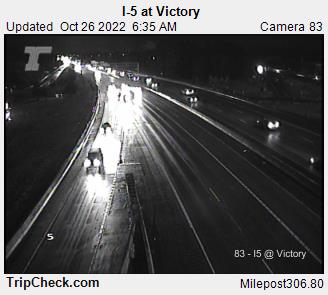 I-5 at Victory
Updated Oct 26 2022 6:35 AM Camera 83
T
S
83 - I5 @ Victory
TripCheck.com Milepost306.80